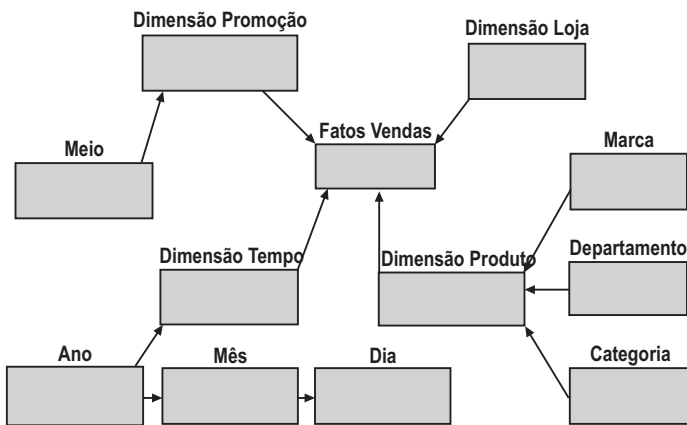 Dimensão Promoção
Dimensão Loja
Fatos Vendas
Meio
Marca
Dimensão Tempo
Dimensão Produto
Departamento
Ano
Mês
Dia
Categoria